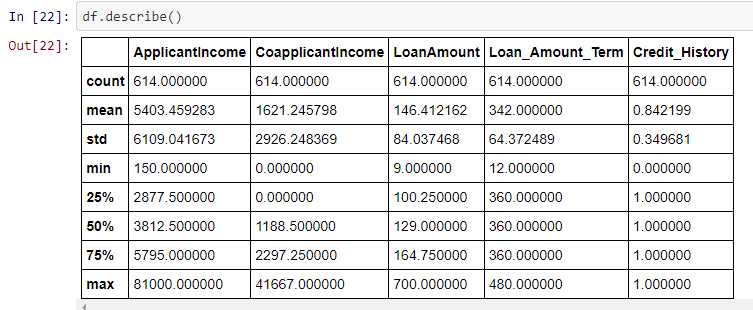 In [22]: df.describe()
Out[22]:
ApplicantIncome CoapplicantIncome LoanAmount Loan_Amount_Term Credit_History
count 614.000000 614.000000 614.000000 614.000000 614.000000
mean 5403.459283 1621.245798 146.412162 342.000000 0.842199
std 6109.041673 2926.248369 84.037468 64.372489 0.349681
min 150.000000 0.000000 9.000000 12.000000 0.000000
25% 2877.500000 0.000000 100.250000 360.000000 1.000000
50% 3812.500000 1188.500000 129.000000 360.000000 1.000000
75% 5795.000000 2297.250000 164.750000 360.000000 1.000000
max 81000.000000 41667.000000 700.000000 480.000000 1.000000